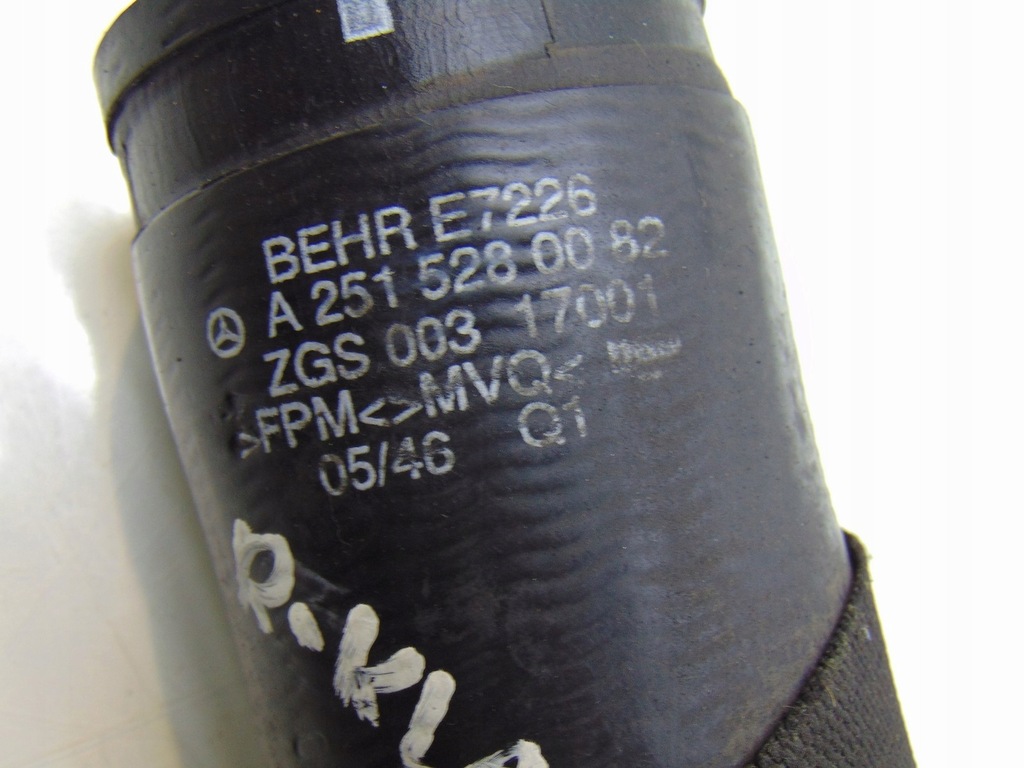 BEHR E7226
A 251 528 00 82
ZGS 003 17001
>FPM<>MVQ<
05/46 Q1